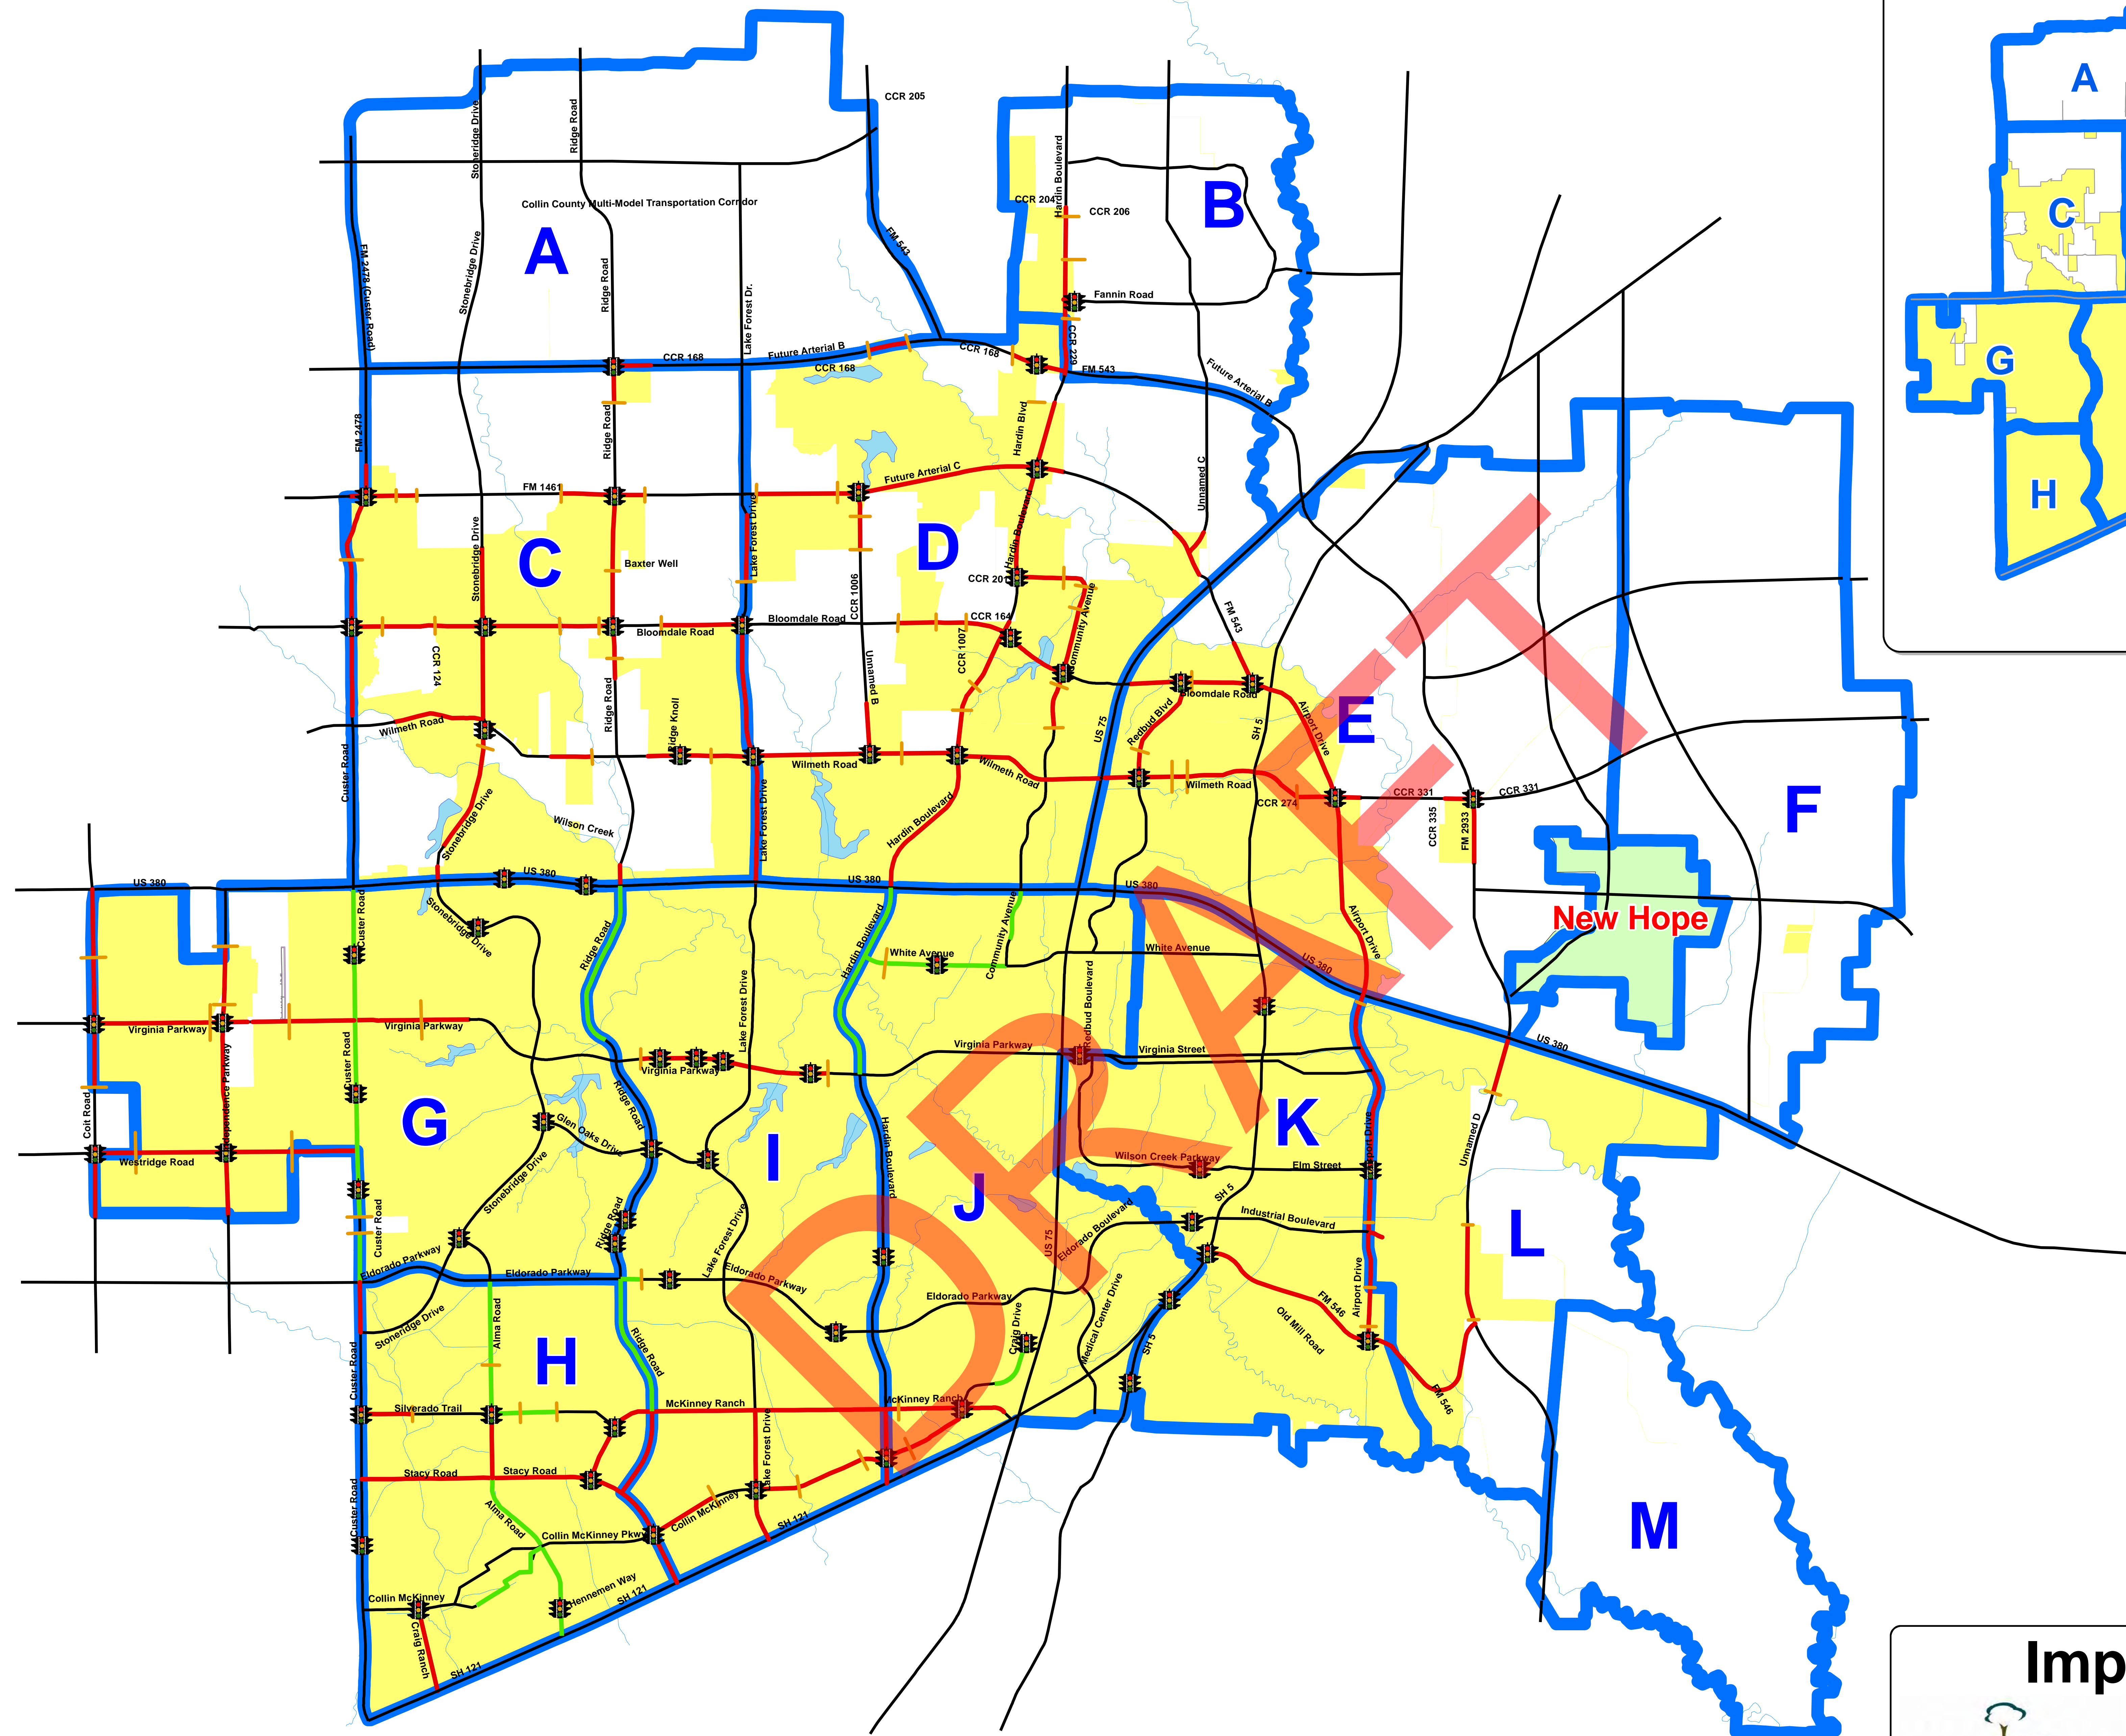 CCR 205
A
Stoneridge Drive
Ridge Road
Hardin Boulevard
B
CCR 204
CCR 206
Collin County Multi-Model Transportation Corridor
C
A
FM 543
FM 2478 (Custer Road)
Stonebridge Drive
Ridge Road
Lake Forest Dr.
Fannin Road
CCR 229
CCR 168
Future Arterial B
CCR 168
CCR 168
FM 543
Future Arterial B
G
FM 2478
Ridge Road
Hardin Blvd
Future Arterial C
FM 1461
Unnamed C
H
Stonebridge Drive
C
Lake Forest Drive
D
Hardin Boulevard
Baxter Well
CCR 201
CCR 1006
Community Avenue
Bloomdale Road
Bloomdale Road
CCR 164
FM 543
CCR 124
CCR 1007
Unnamed B
Bloomdale Road
Ridge Road
Ridge Knoll
Wilmeth Road
US 75
Redbud Blvd
SH 5
Airport Drive
E
Custer Road
Wilmeth Road
Wilmeth Road
Wilmeth Road
CCR 274
CCR 331
CCR 331
CCR 335
FM 2933
F
Stonebridge Drive
Wilson Creek
Lake Forest Drive
Hardin Boulevard
US 380
US 380
US 380
US 380
New Hope
Custer Road
Stonebridge Drive
Ridge Road
Hardin Boulevard
White Avenue
Community Avenue
White Avenue
Airport Drive
US 380
Lake Forest Drive
Redbud Boulevard
Virginia Parkway
Virginia Parkway
Virginia Parkway
Virginia Parkway
Virginia Street
US 380
Coit Road
Independence Parkway
Custer Road
G
Glen Oaks Drive
Ridge Road
I
Hardin Boulevard
K
Airport Drive
Unnamed D
Westridge Road
Wilson Creek Parkway
Elm Street
Stonebridge Drive
J
SH 5
Custer Road
Ridge Road
Lake Forest Drive
US 75
Eldorado Boulevard
Industrial Boulevard
L
Eldorado Parkway
Eldorado Parkway
Eldorado Parkway
Eldorado Parkway
Airport Drive
Stoneridge Drive
Alma Road
H
Ridge Road
Craig Drive
Medical Center Drive
SH 5
FM 546
Old Mill Road
Custer Road
Silverado Trail
McKinney Ranch
McKinney Ranch
FM 546
Lake Forest Drive
Stacy Road
Stacy Road
Custer Road
Alma Road
Collin McKinney Pkwy
Collin McKinney
SH 121
M
Collin McKinney
Hennemen Way
SH 121
Craig Ranch
SH 121
Imp
DRAFT